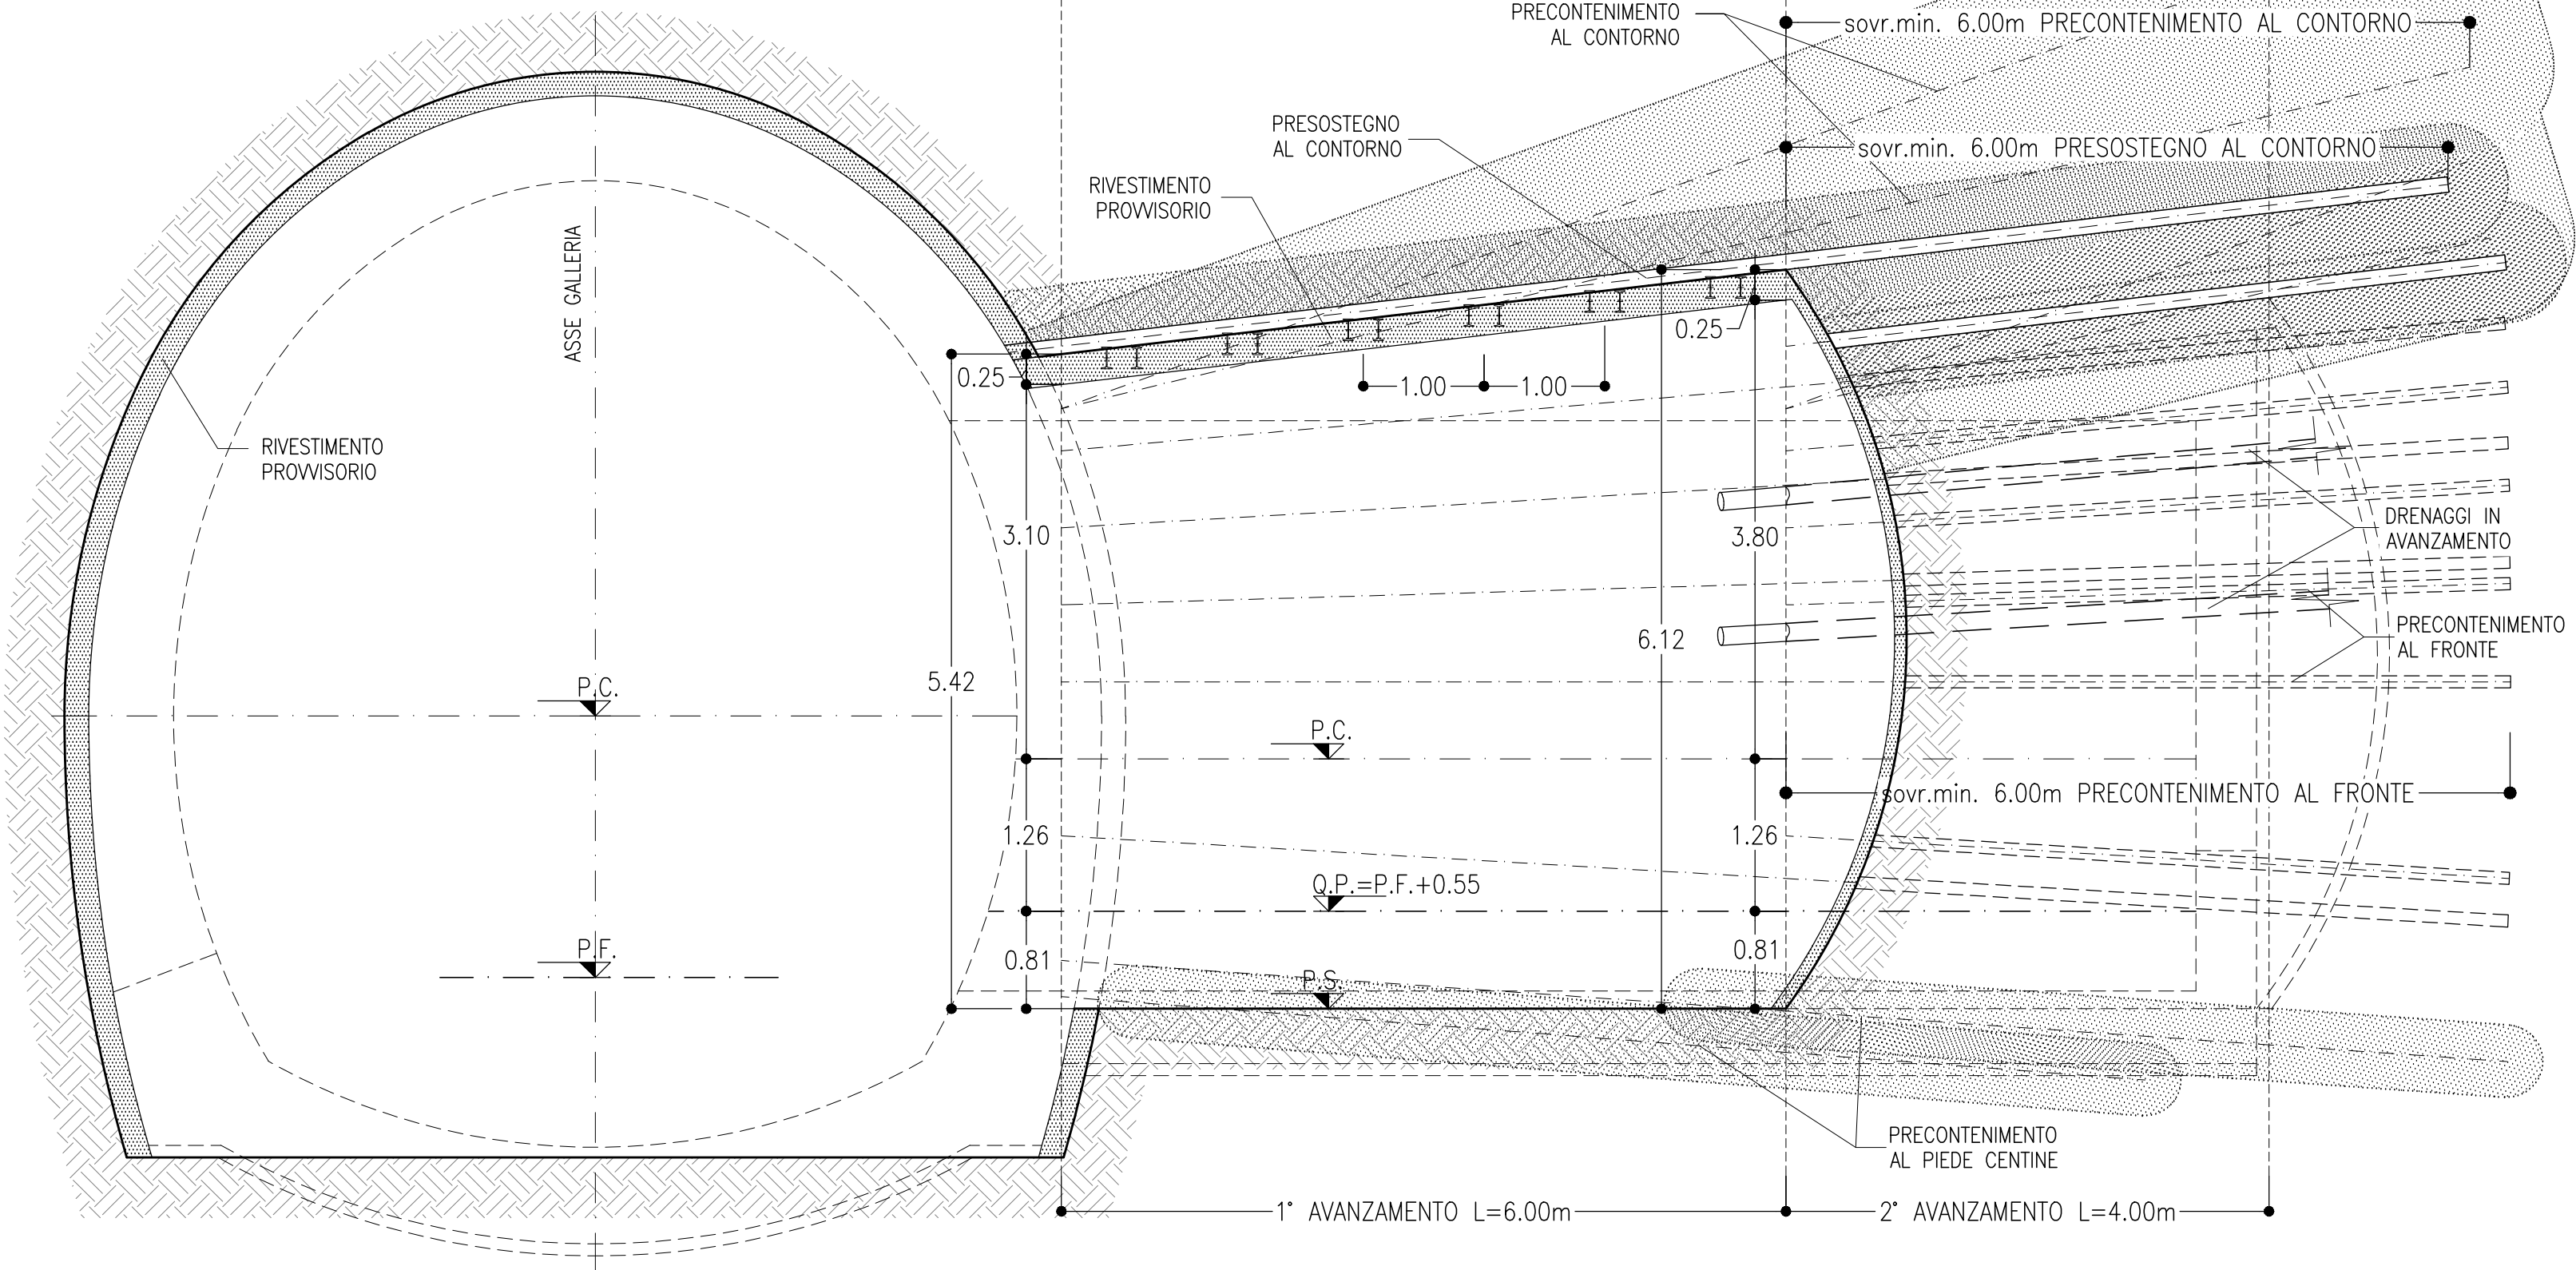 PRECONTENIMENTO
AL CONTORNO
sovr.min. 6.00m PRECONTENIMENTO AL CONTORNO
PRESOSTEGNO
AL CONTORNO
sovr.min. 6.00m PRESOSTEGNO AL CONTORNO
RIVESTIMENTO
PROVVISORIO
ASSE GALLERIA
0.25
0.25
1.00
1.00
RIVESTIMENTO
PROVVISORIO
3.10
3.80
DRENAGGI IN
AVANZAMENTO
6.12
PRECONTENIMENTO
AL FRONTE
5.42
P.C.
P.C.
sovr.min. 6.00m PRECONTENIMENTO AL FRONTE
1.26
1.26
Q.P.=P.F.+0.55
P.F.
0.81
0.81
P.S.
PRECONTENIMENTO
AL PIEDE CENTINE
1° AVANZAMENTO L=6.00m
2° AVANZAMENTO L=4.00m